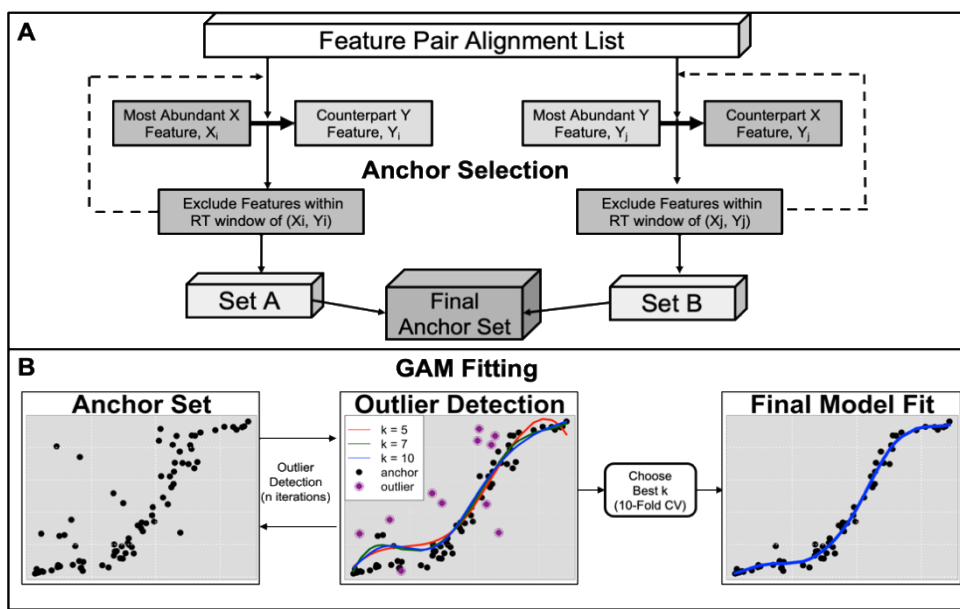 A
Feature Pair Alignment List
Most Abundant X
Feature, Xi
Counterpart Y
Feature, Yi
Most Abundant Y
Feature, Yj
Counterpart X
Feature, Yj
Anchor Selection
Exclude Features within
RT window of (Xi, Yi)
Exclude Features within
RT window of (Xj, Yj)
Set A
Final
Anchor Set
Set B
B
GAM Fitting
Anchor Set
Outlier
Detection
(n iterations)
Outlier Detection
k = 5
k = 7
k = 10
anchor
outlier
Choose
Best k
(10-Fold CV)
Final Model Fit